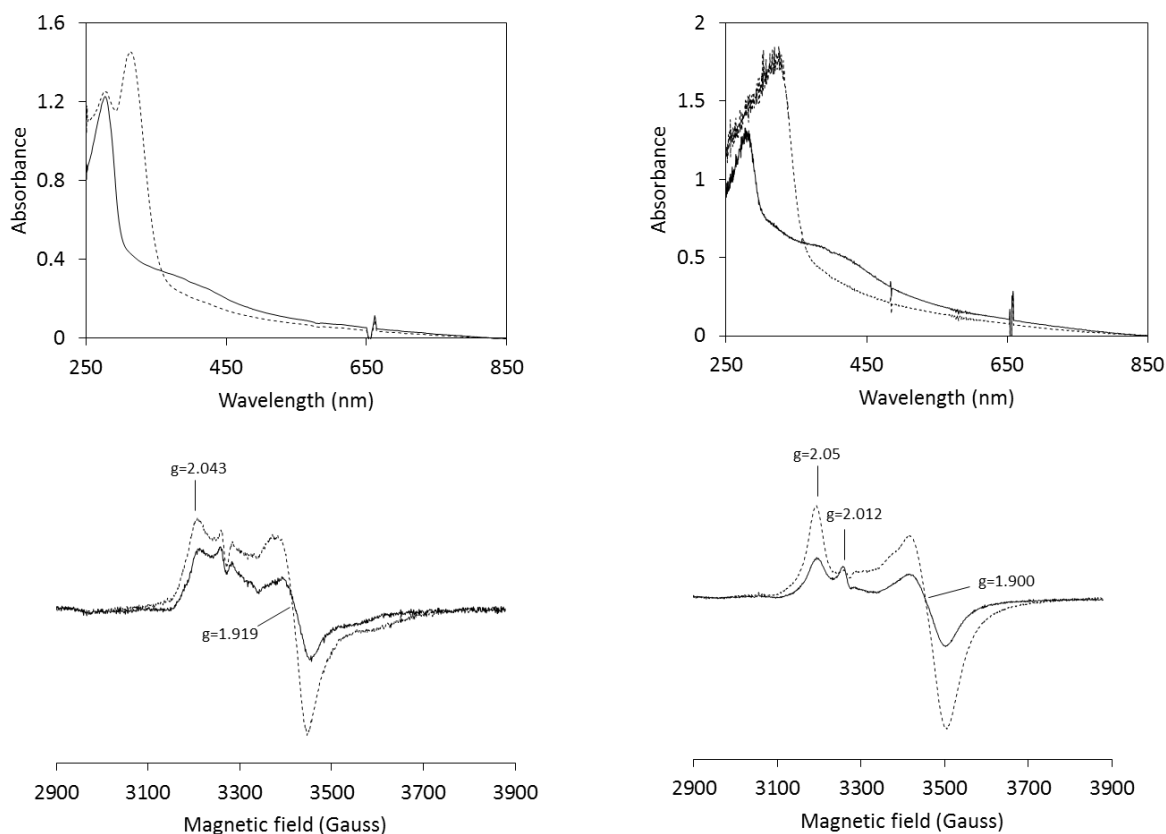 1.6
1.2
0.8
0.4
0
Absorbance
250 450 650 850
Wavelength (nm)
2
1.5
1
0.5
0
Absorbance
250 450 650 850
Wavelength (nm)
g=2.043
g=1.919
2900 3100 3300 3500 3700 3900
Magnetic field (Gauss)
g=2.05
g=2.012
g=1.900
2900 3100 3300 3500 3700 3900
Magnetic field (Gauss)